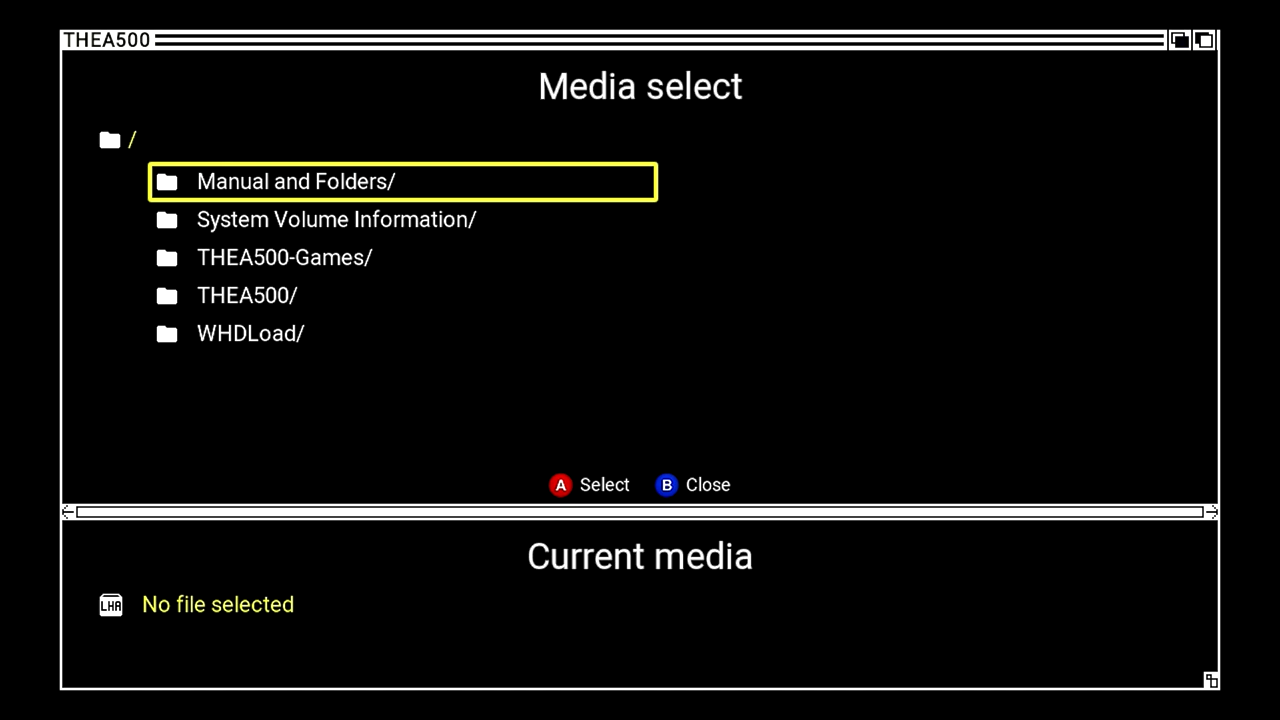 THEA500
Media select
/
Manual and Folders/
System Volume Information/
THEA500-Games/
THEA500/
WHDLoad/
A Select B Close
Current media
LHA No file selected